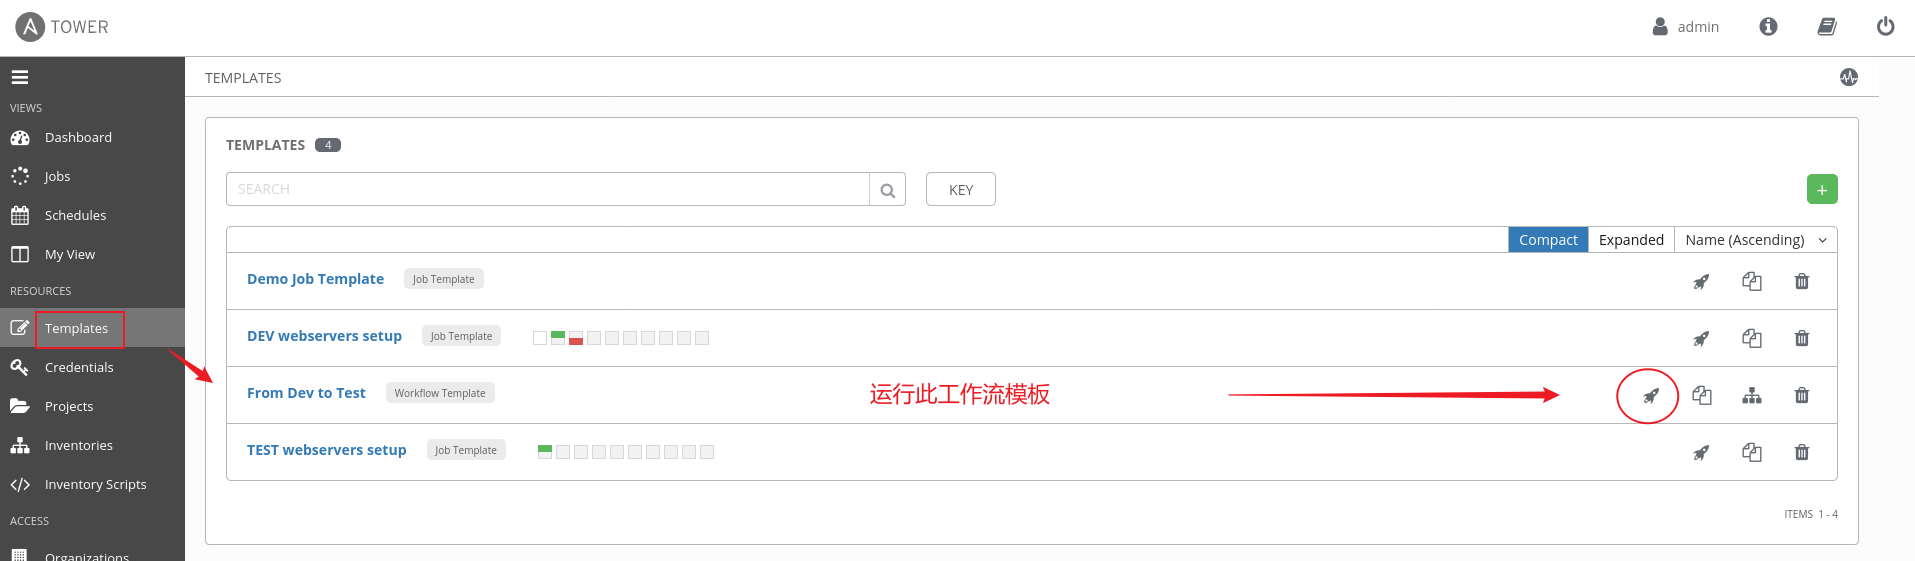 TOWER
admin
VIEWS
Dashboard
Jobs
Schedules
My View
RESOURCES
Templates
Credentials
Projects
Inventories
Inventory Scripts
ACCESS
Organizations
TEMPLATES
TEMPLATES 4
SEARCH
KEY
+
Compact Expanded Name (Ascending)
Demo Job Template Job Template
DEV webservers setup Job Template
From Dev to Test Workflow Template 运行此工作流模板
TEST webservers setup Job Template
ITEMS 1 - 4